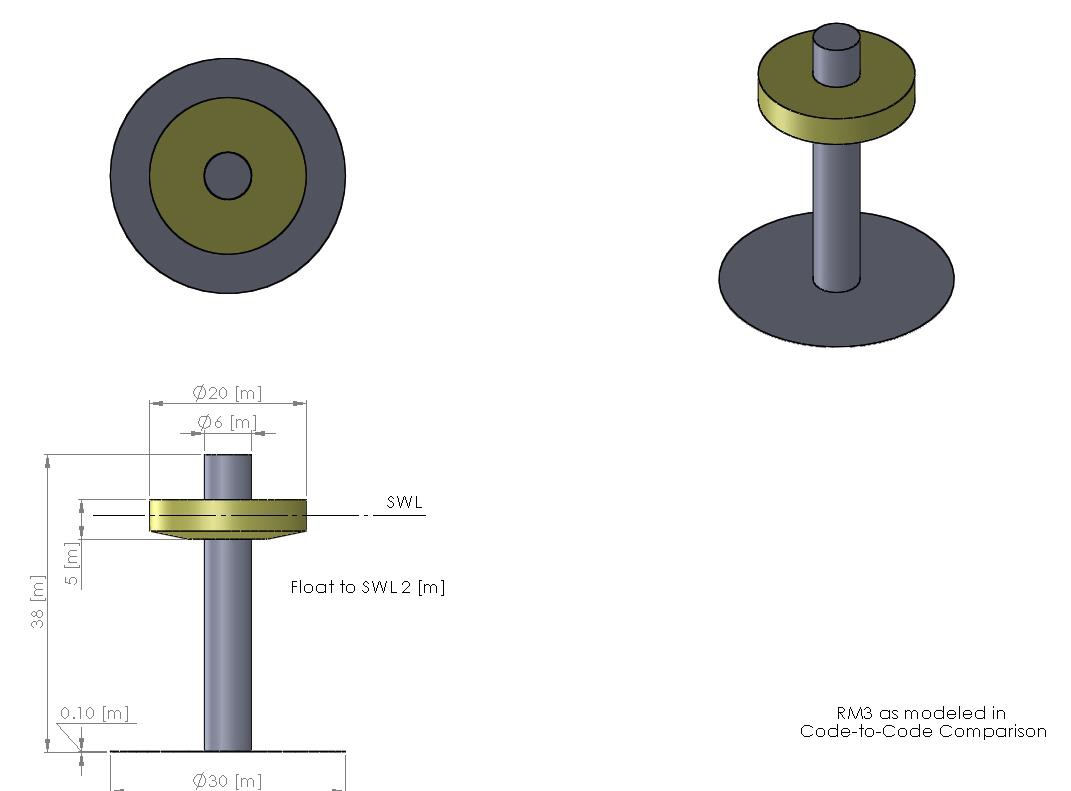 Ø20 [m]
Ø6 [m]
SWL
5 [m]
Float to SWL 2 [m]
38 [m]
0.10 [m]
RM3 as modeled in
Code-to-Code Comparison
Ø30 [m]